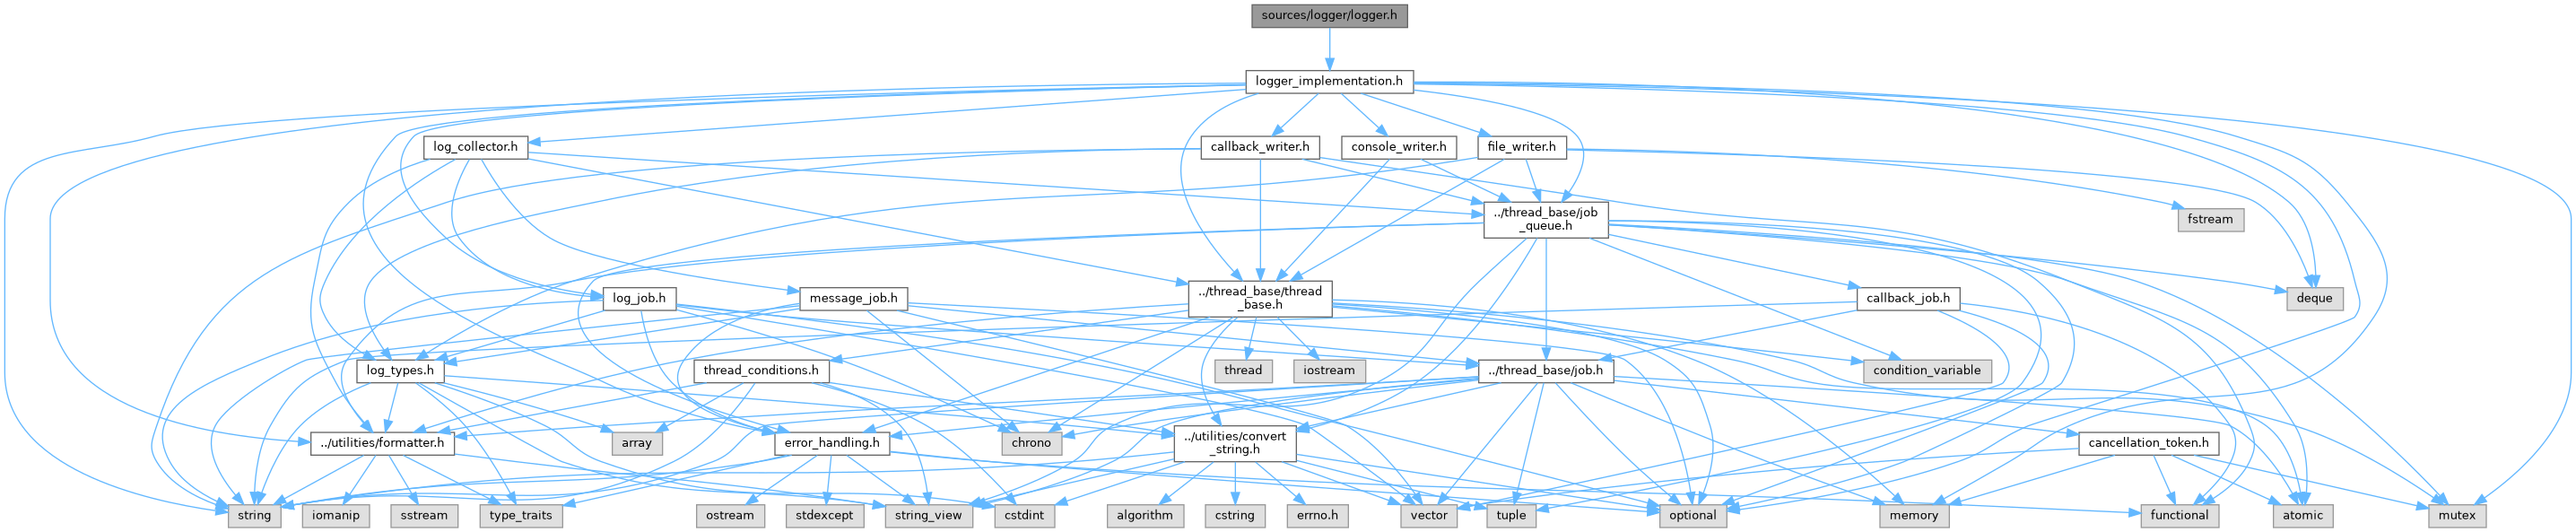 sources/logger/logger.h
logger_implementation.h
log_collector.h
callback_writer.h
console_writer.h
file_writer.h
../thread_base/job
_queue.h
fstream
../thread_base/thread
_base.h
log_job.h
message_job.h
callback_job.h
deque
log_types.h
thread_conditions.h
thread
iostream
../thread_base/job.h
condition_variable
../utilities/formatter.h
array
error_handling.h
chrono
../utilities/convert
_string.h
cancellation_token.h
string
iomanip
sstream
type_traits
ostream
stdexcept
string_view
cstdint
algorithm
cstring
errno.h
vector
tuple
optional
memory
functional
atomic
mutex